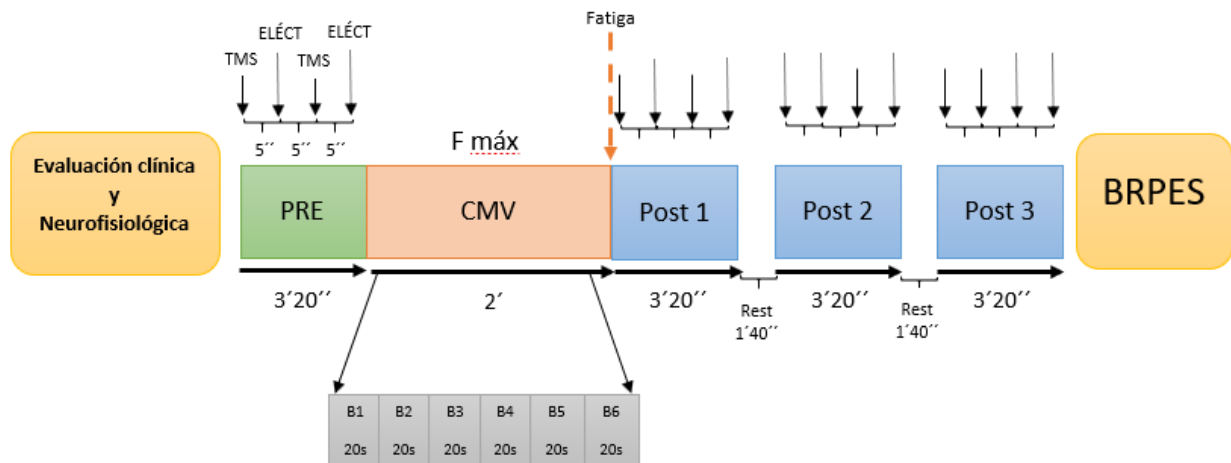 Fatiga
ELÉCT
ELÉCT
TMS
TMS
5´´ 5´´ 5´´
F máx
Evaluación clínica
y
Neurofisiológica
PRE
CMV
Post 1
Post 2
Post 3
BRPES
3´20´´
2´
3´20´´
3´20´´
3´20´´
Rest
1´40´´
Rest
1´40´´
B1 B2 B3 B4 B5 B6
20s 20s 20s 20s 20s 20s